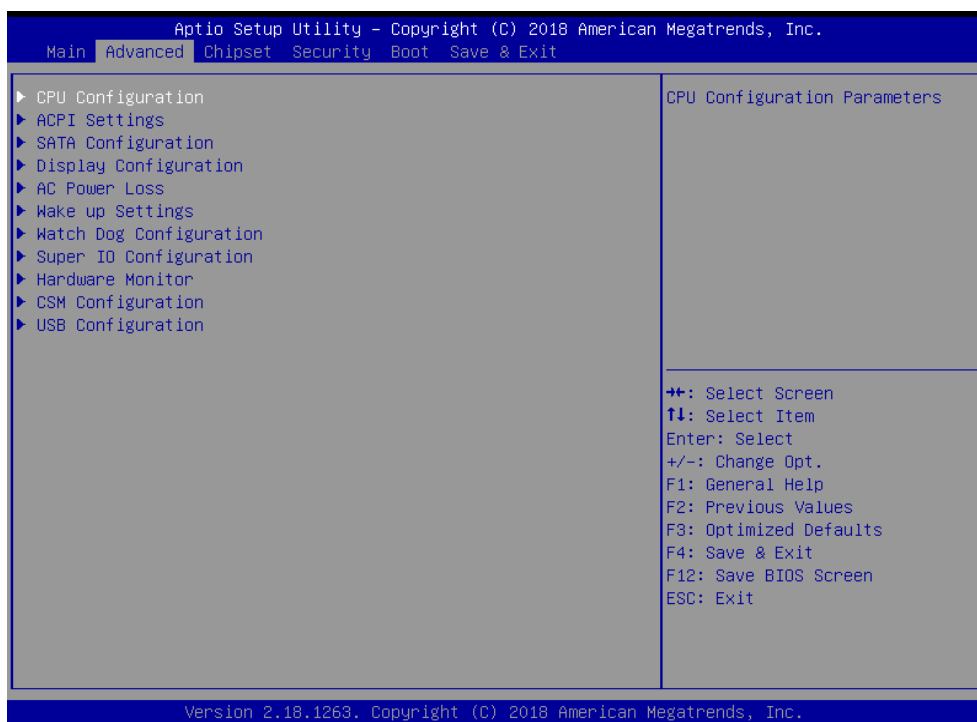 Aptio Setup Utility – Copyright (C) 2018 American Megatrends, Inc.
Main Advanced Chipset Security Boot Save & Exit
CPU Configuration
ACPI Settings
SATA Configuration
Display Configuration
AC Power Loss
Wake up Settings
Watch Dog Configuration
Super IO Configuration
Hardware Monitor
CSM Configuration
USB Configuration
CPU Configuration Parameters
→←: Select Screen
↑↓: Select Item
Enter: Select
+/-: Change Opt.
F1: General Help
F2: Previous Values
F3: Optimized Defaults
F4: Save & Exit
F12: Save BIOS Screen
ESC: Exit
Version 2.18.1263. Copyright (C) 2018 American Megatrends, Inc.